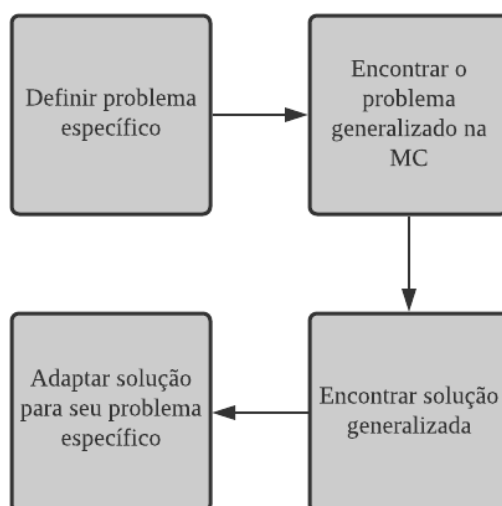 Definir problema
específico
Encontrar o
problema
generalizado na
MC
Encontrar solução
generalizada
Adaptar solução
para seu problema
específico